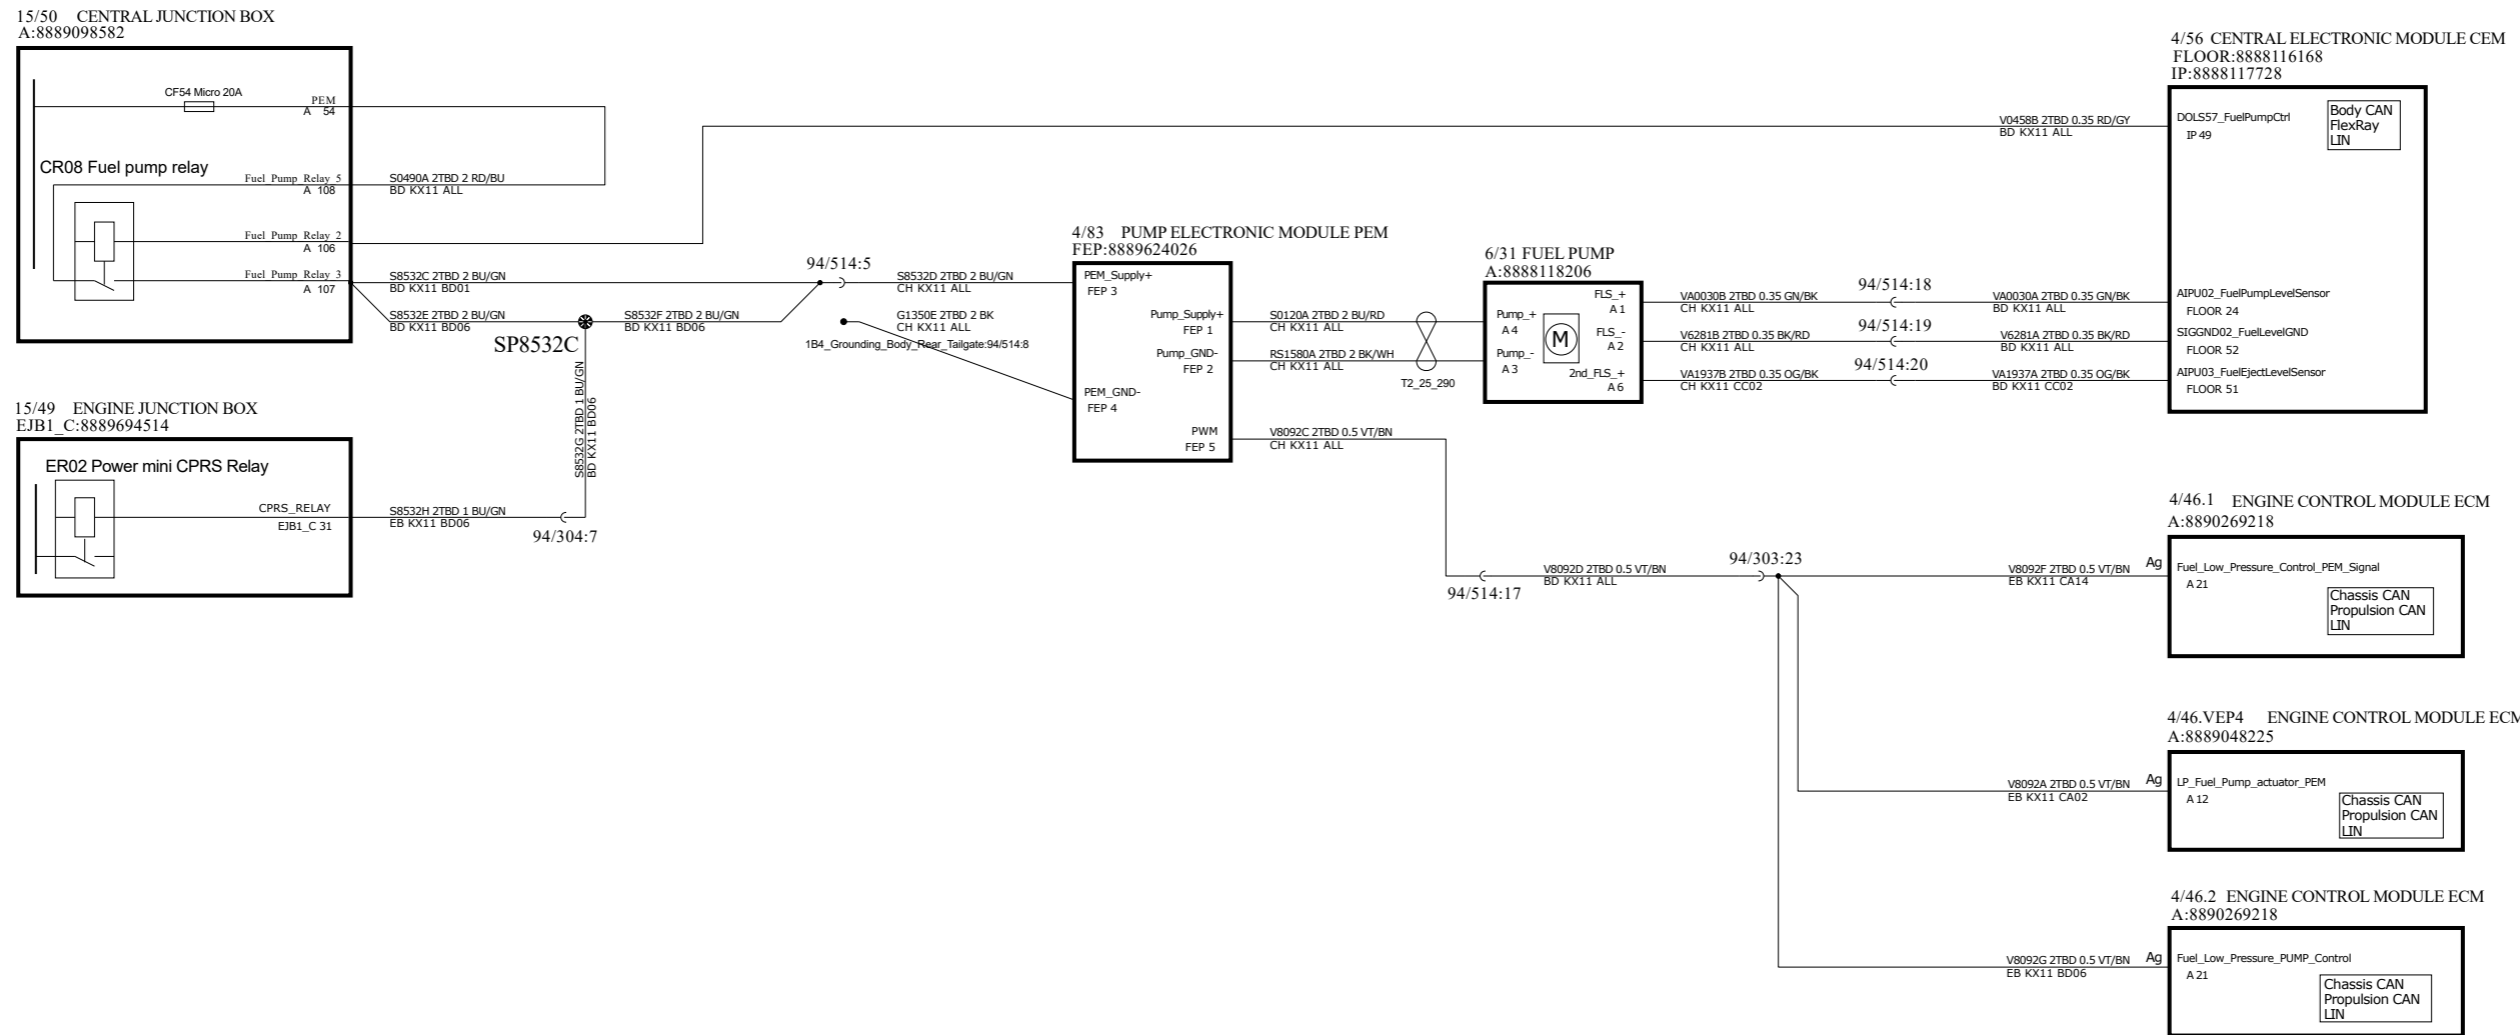 15/50 CENTRAL JUNCTION BOX
A:8889098582
CF54 Micro 20A
PEM
A 54
CR08 Fuel pump relay
Fuel_Pump_Relay_5
A 108
S0490A 2TBD 2 RD/BU
BD KX11 ALL
Fuel_Pump_Relay_2
A 106
Fuel_Pump_Relay_3
A 107
S8532C 2TBD 2 BU/GN
BD KX11 BD01
S8532E 2TBD 2 BU/GN
BD KX11 BD06
SP8532C
S8532F 2TBD 2 BU/GN
BD KX11 BD06
S8532G 2TBD 1 BU/GN
BD KX11 BD06
94/514:5
S8532D 2TBD 2 BU/GN
CH KX11 ALL
G1350E 2TBD 2 BK
CH KX11 ALL
1B4_Grounding_Body_Rear_Tailgate:94/514:8
15/49 ENGINE JUNCTION BOX
EJB1_C:8889694514
ER02 Power mini CPRS Relay
CPRS_RELAY
EJB1_C 31
S8532H 2TBD 1 BU/GN
EB KX11 BD06
94/304:7
4/83 PUMP ELECTRONIC MODULE PEM
FEP:8889624026
PEM_Supply+
FEP 3
Pump_Supply+
FEP 1
Pump_GND-
FEP 2
PEM_GND-
FEP 4
PWM
FEP 5
S0120A 2TBD 2 BU/RD
CH KX11 ALL
RS1580A 2TBD 2 BK/WH
CH KX11 ALL
T2_25_290
V8092C 2TBD 0.5 VT/BN
CH KX11 ALL
6/31 FUEL PUMP
A:8888118206
Pump_+
A 4
Pump_-
A 3
M
FLS_+
A 1
FLS_-
A 2
2nd_FLS_+
A 6
VA0030B 2TBD 0.35 GN/BK
CH KX11 ALL
94/514:18
VA0030A 2TBD 0.35 GN/BK
BD KX11 ALL
V6281B 2TBD 0.35 BK/RD
CH KX11 ALL
94/514:19
V6281A 2TBD 0.35 BK/RD
BD KX11 ALL
VA1937B 2TBD 0.35 OG/BK
CH KX11 CC02
94/514:20
VA1937A 2TBD 0.35 OG/BK
BD KX11 CC02
4/56 CENTRAL ELECTRONIC MODULE CEM
FLOOR:8888116168
IP:8888117728
V0458B 2TBD 0.35 RD/GY
BD KX11 ALL
DOLS57_FuelPumpCtrl
IP 49
Body CAN
FlexRay
LIN
AIPU02_FuelPumpLevelSensor
FLOOR 24
SIGGND02_FuelLevelGND
FLOOR 52
AIPU03_FuelEjectLevelSensor
FLOOR 51
94/514:17
V8092D 2TBD 0.5 VT/BN
BD KX11 ALL
94/303:23
4/46.1 ENGINE CONTROL MODULE ECM
A:8890269218
V8092F 2TBD 0.5 VT/BN
EB KX11 CA14
Ag
Fuel_Low_Pressure_Control_PEM_Signal
A 21
Chassis CAN
Propulsion CAN
LIN
4/46.VEP4 ENGINE CONTROL MODULE ECM
A:8889048225
V8092A 2TBD 0.5 VT/BN
EB KX11 CA02
Ag
LP_Fuel_Pump_actuator_PEM
A 12
Chassis CAN
Propulsion CAN
LIN
4/46.2 ENGINE CONTROL MODULE ECM
A:8890269218
V8092G 2TBD 0.5 VT/BN
EB KX11 BD06
Ag
Fuel_Low_Pressure_PUMP_Control
A 21
Chassis CAN
Propulsion CAN
LIN